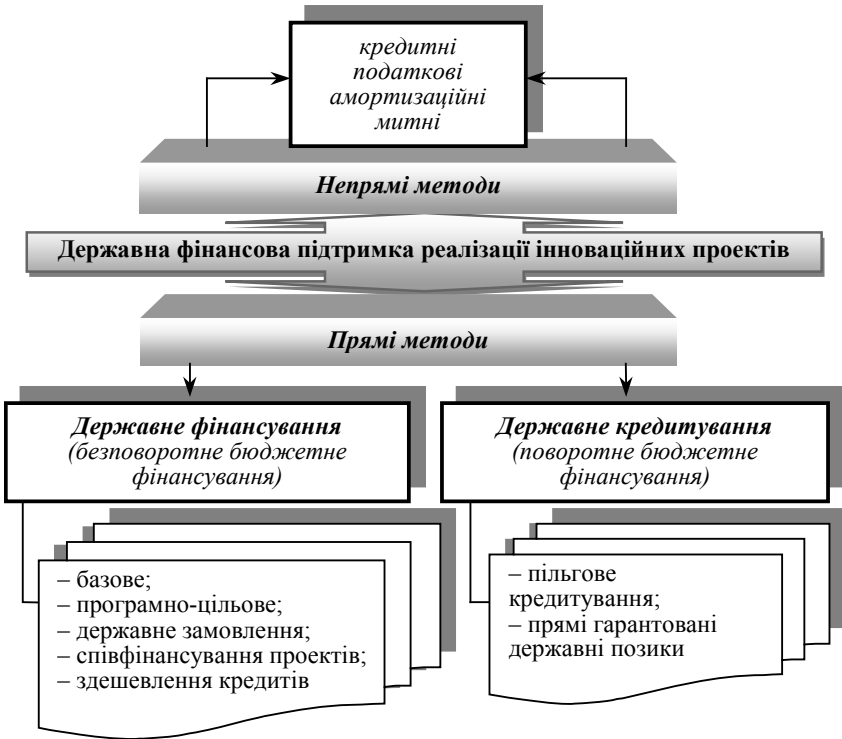 кредитні
податкові
амортизаційні
митні
Непрямі методи
Державна фінансова підтримка реалізації інноваційних проектів
Прямі методи
Державне фінансування
(безповоротне бюджетне
фінансування)
Державне кредитування
(поворотне бюджетне
фінансування)
– базове;
– програмно-цільове;
– державне замовлення;
– співфінансування проектів;
– здешевлення кредитів
– пільгове
кредитування;
– прямі гарантовані
державні позики